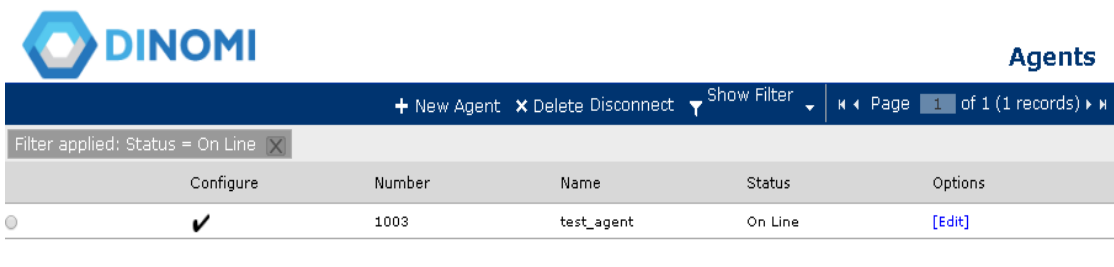 DINOMI
Agents
New Agent Delete Disconnect Show Filter Page 1 of 1 (1 records)
Filter applied: Status = On Line X
Configure Number Name Status Options
1003 test_agent On Line [Edit]